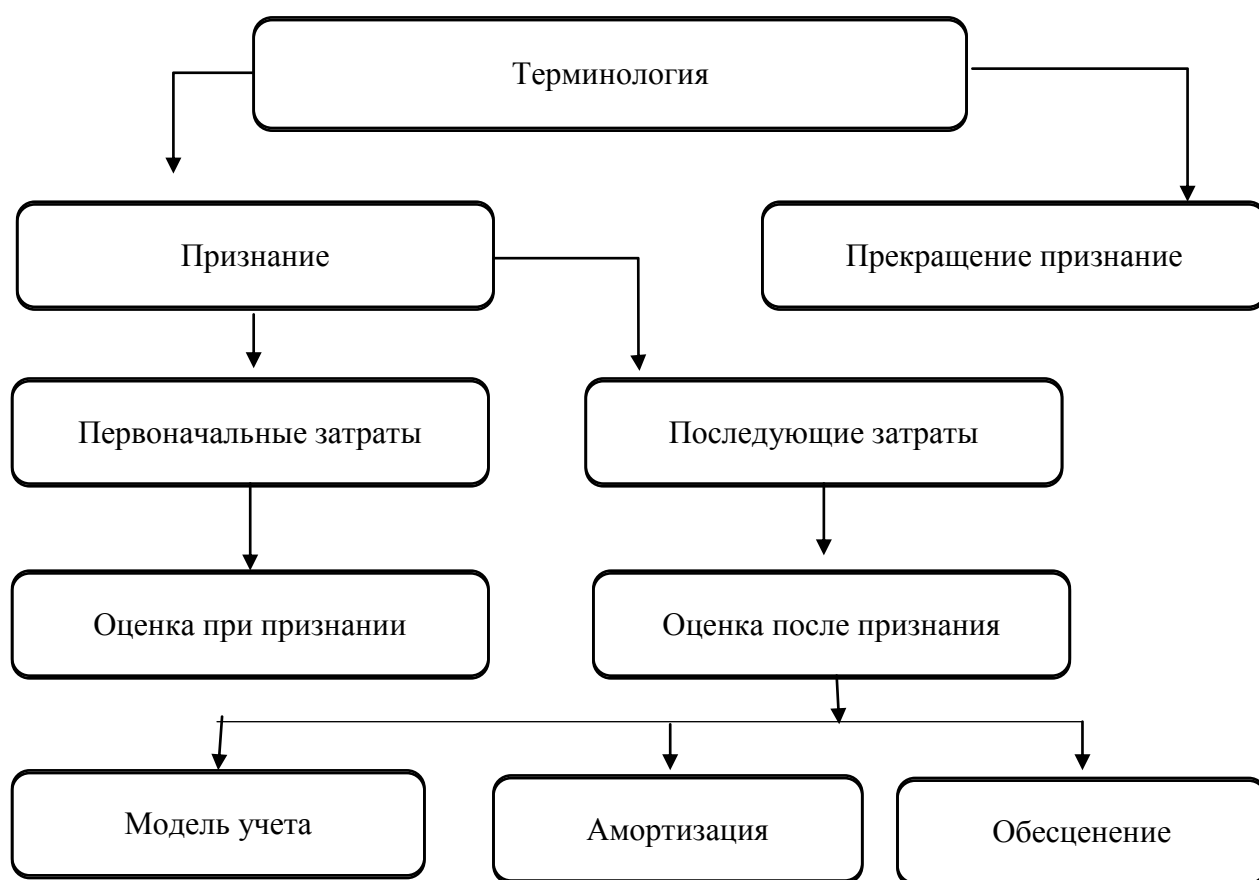 Терминология
Признание
Прекращение признание
Первоначальные затраты
Последующие затраты
Оценка при признании
Оценка после признания
Модель учета
Амортизация
Обесценение